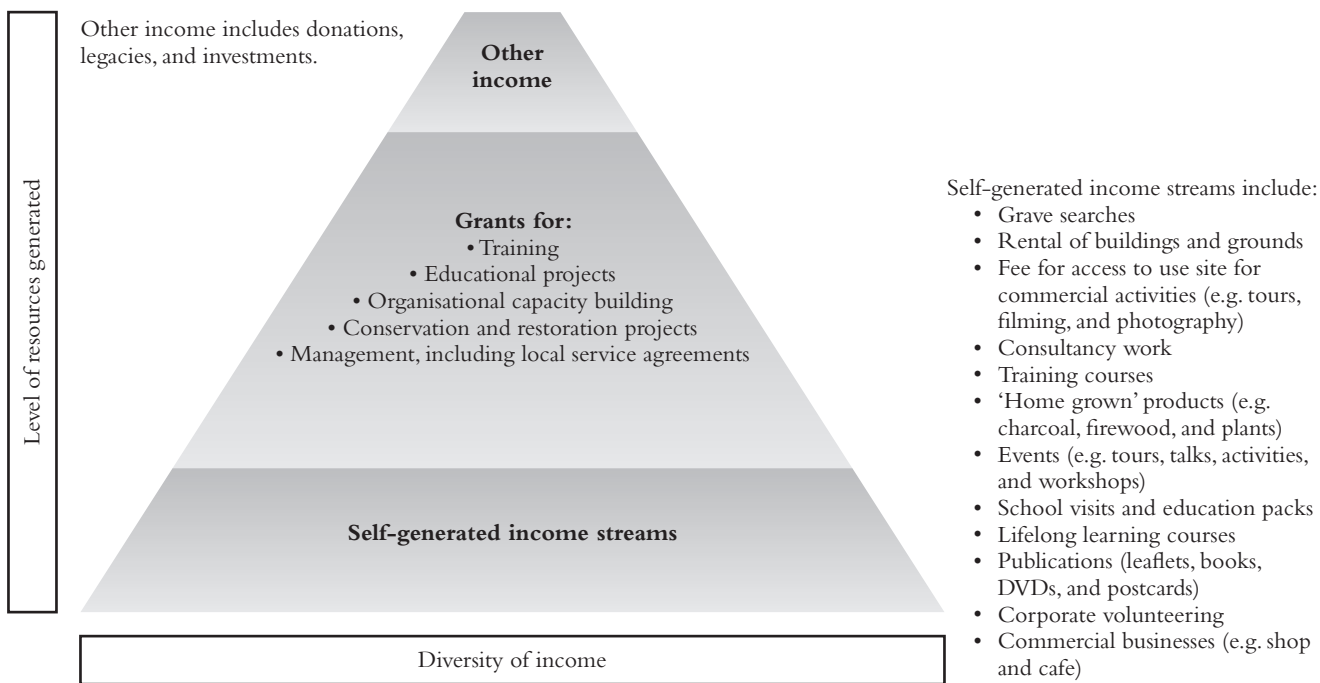 Other income includes donations,
legacies, and investments.
Other
income
Level of resources generated
Grants for:
• Training
• Educational projects
• Organisational capacity building
• Conservation and restoration projects
• Management, including local service agreements
Self-generated income streams
Diversity of income
Self-generated income streams include:
• Grave searches
• Rental of buildings and grounds
• Fee for access to use site for
commercial activities (e.g. tours,
filming, and photography)
• Consultancy work
• Training courses
• ‘Home grown’ products (e.g.
charcoal, firewood, and plants)
• Events (e.g. tours, talks, activities,
and workshops)
• School visits and education packs
• Lifelong learning courses
• Publications (leaflets, books,
DVDs, and postcards)
• Corporate volunteering
• Commercial businesses (e.g. shop
and cafe)